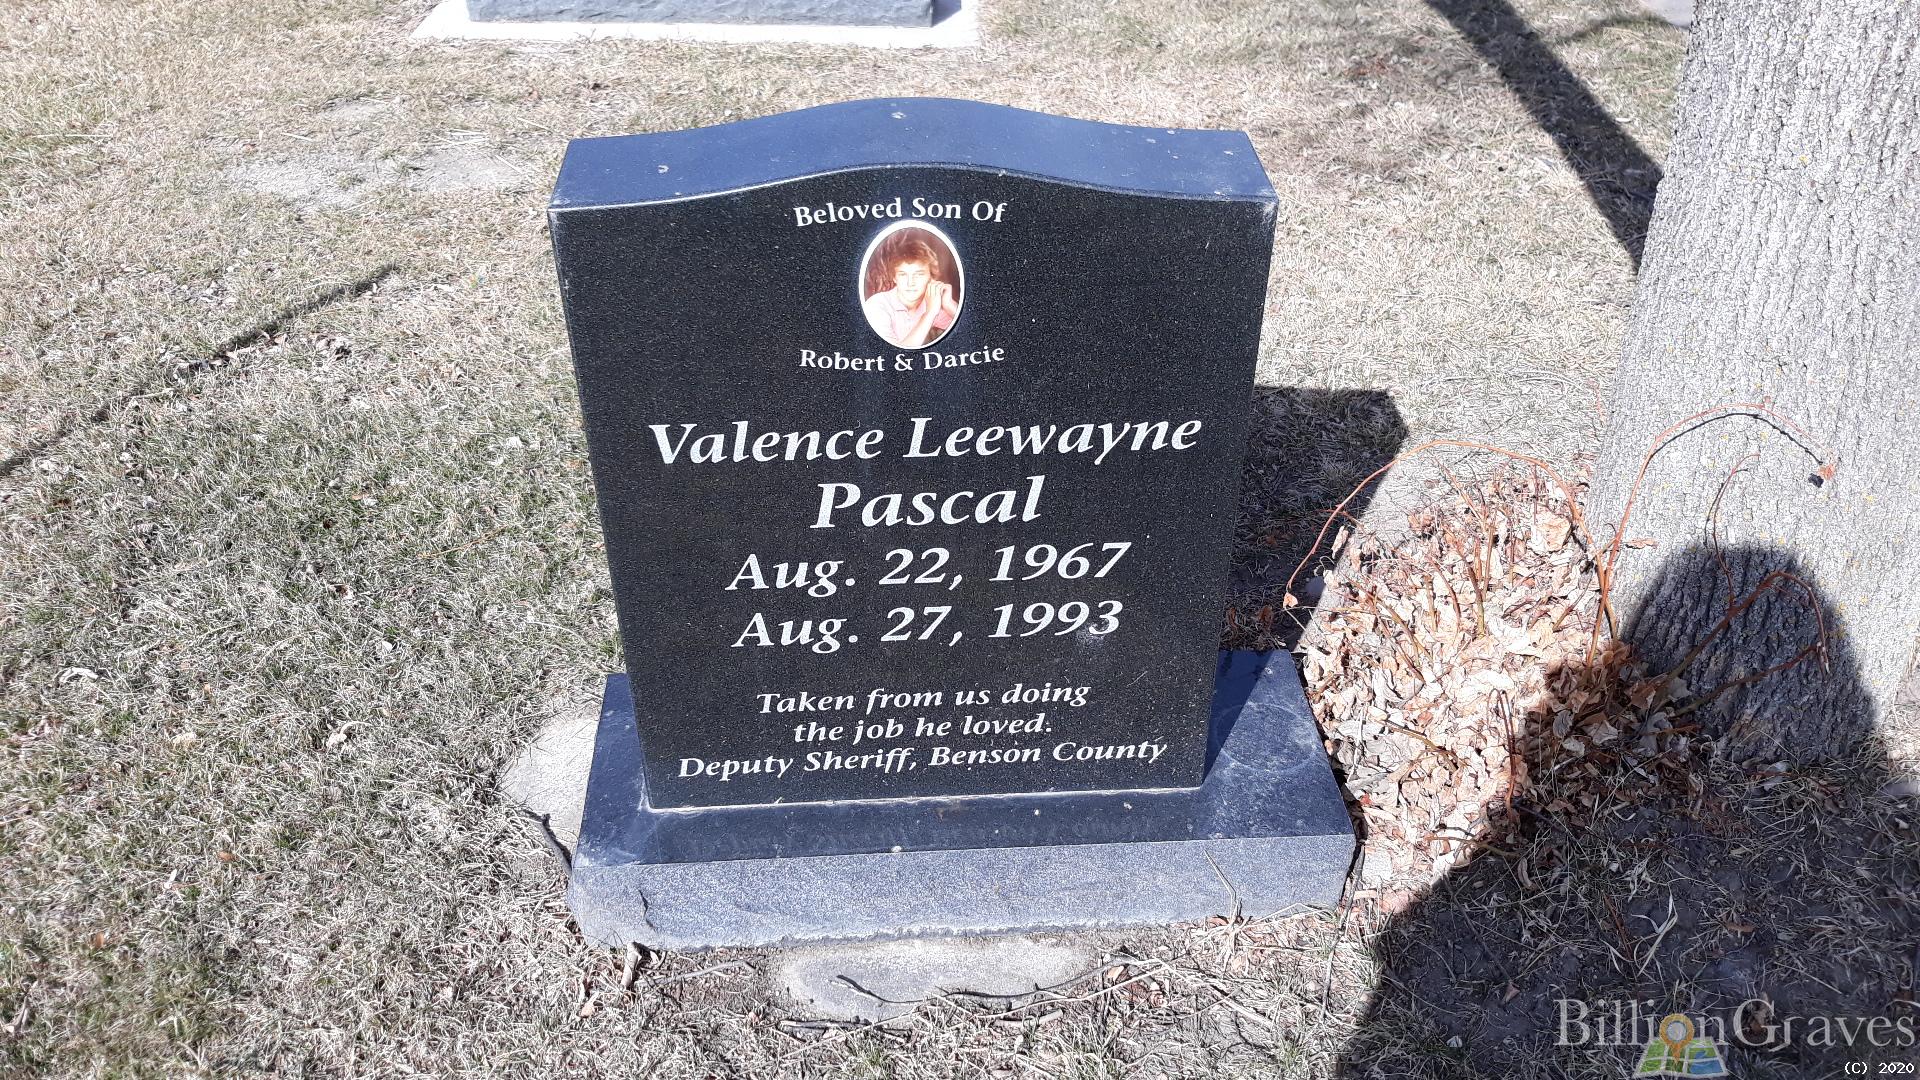 Beloved Son Of
Robert & Darcie
Valence Leewayne
Pascal
Aug. 22, 1967
Aug. 27, 1993
Taken from us doing
the job he loved.
Deputy Sheriff, Benson County
BillionGraves
(C) 2020